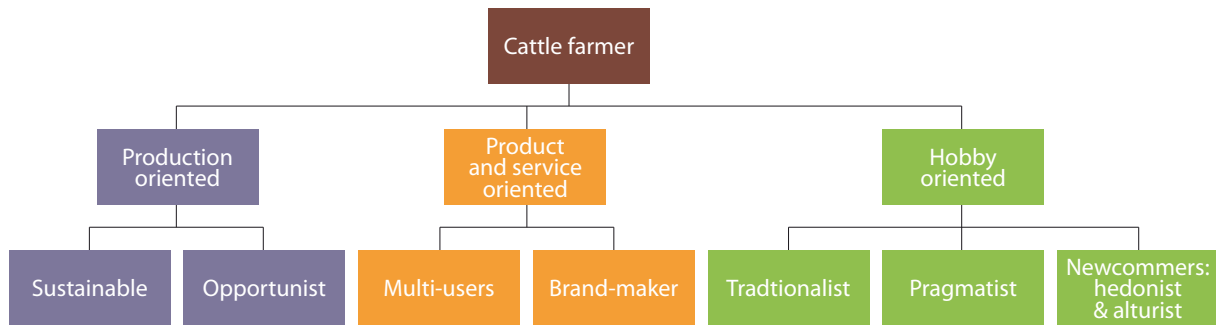 Cattle farmer
Production
oriented
Product
and service
oriented
Hobby
oriented
Sustainable
Opportunist
Multi-users
Brand-maker
Tradtionalist
Pragmatist
Newcommers:
hedonist
& alturist